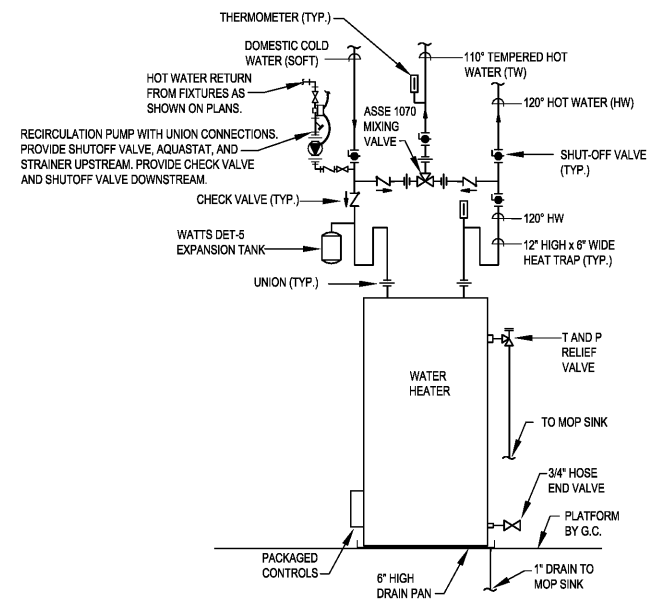 THERMOMETER (TYP.)
DOMESTIC COLD
WATER (SOFT)
110° TEMPERED HOT
WATER (TW)
HOT WATER RETURN
FROM FIXTURES AS
SHOWN ON PLANS.
120° HOT WATER (HW)
ASSE 1070
MIXING
VALVE
RECIRCULATION PUMP WITH UNION CONNECTIONS.
PROVIDE SHUTOFF VALVE, AQUASTAT, AND
STRAINER UPSTREAM. PROVIDE CHECK VALVE
AND SHUTOFF VALVE DOWNSTREAM.
SHUT-OFF VALVE
(TYP.)
CHECK VALVE (TYP.)
120° HW
WATTS DET-5
EXPANSION TANK
12" HIGH x 6" WIDE
HEAT TRAP (TYP.)
UNION (TYP.)
T AND P
RELIEF
VALVE
WATER
HEATER
TO MOP SINK
3/4" HOSE
END VALVE
PLATFORM
BY G.C.
PACKAGED
CONTROLS
6" HIGH
DRAIN PAN
1" DRAIN TO
MOP SINK